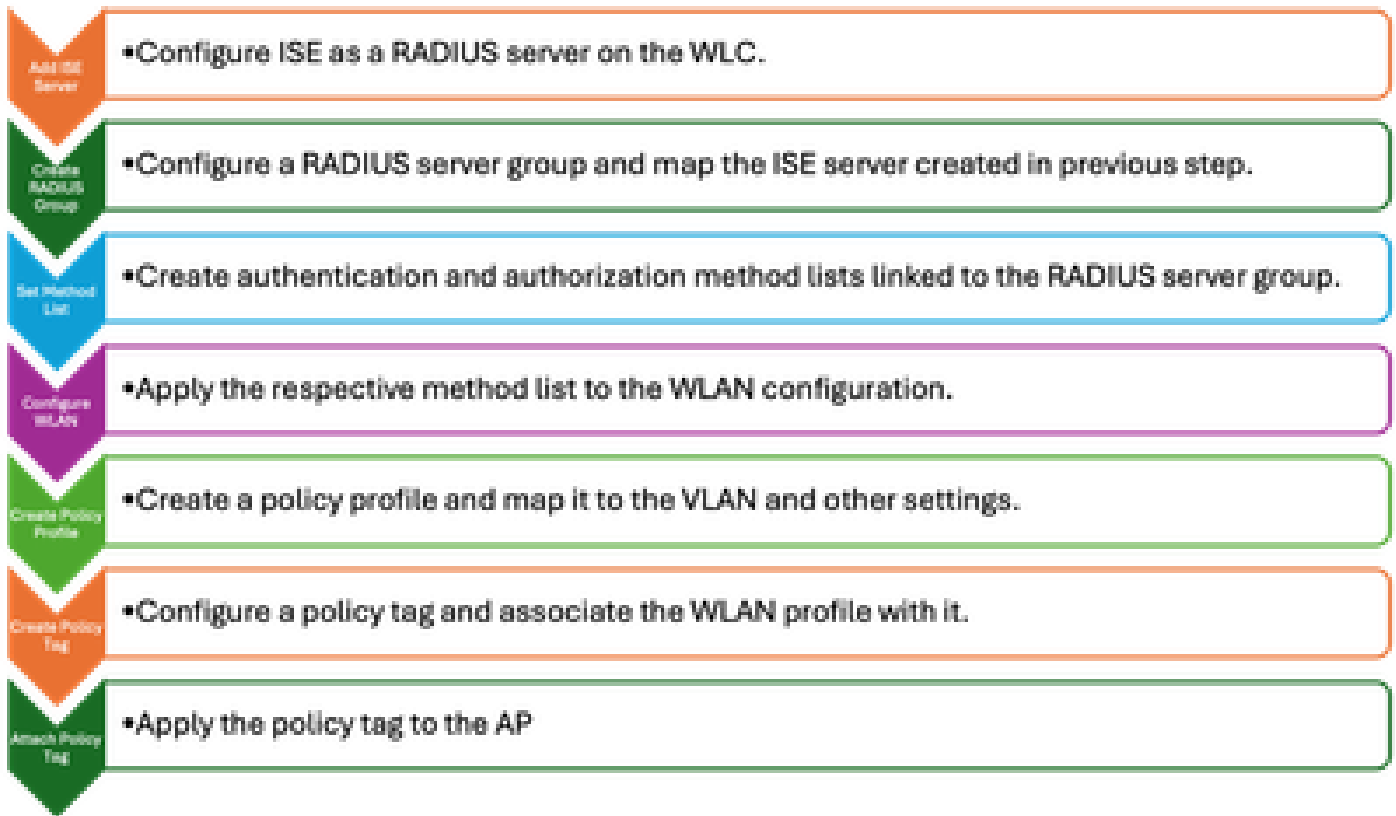 Add ISE
Server
•Configure ISE as a RADIUS server on the WLC.
Create
RADIUS
Group
•Configure a RADIUS server group and map the ISE server created in previous step.
Set Method
List
•Create authentication and authorization method lists linked to the RADIUS server group.
Configure
WLAN
•Apply the respective method list to the WLAN configuration.
Create Policy
Profile
•Create a policy profile and map it to the VLAN and other settings.
Create Policy
Tag
•Configure a policy tag and associate the WLAN profile with it.
Attach Policy
Tag
•Apply the policy tag to the AP